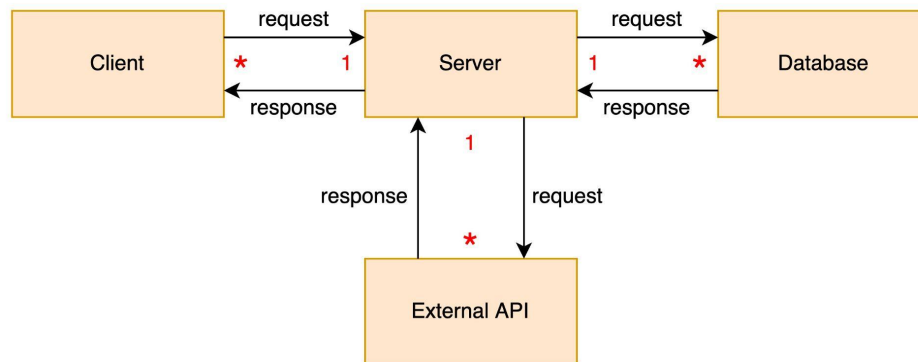 request
request
Client
*
1
Server
1
*
Database
response
response
1
response
request
*
External API